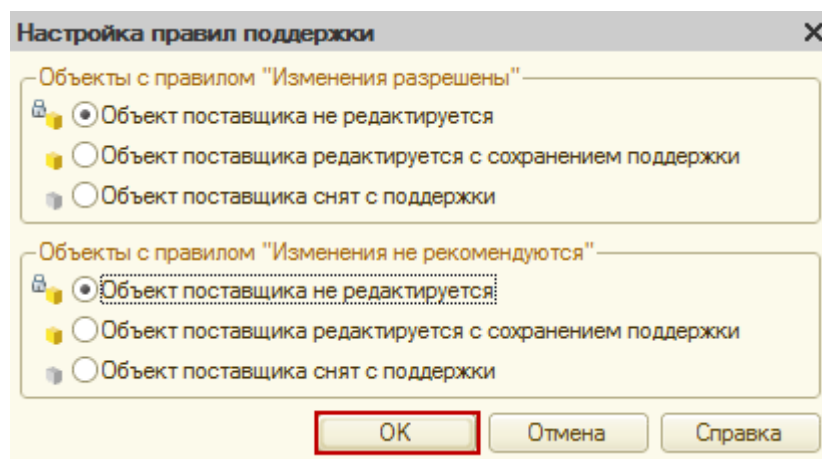 Настройка правил поддержки
Объекты с правилом "Изменения разрешены"
Объект поставщика не редактируется
Объект поставщика редактируется с сохранением поддержки
Объект поставщика снят с поддержки
Объекты с правилом "Изменения не рекомендуются"
Объект поставщика не редактируется
Объект поставщика редактируется с сохранением поддержки
Объект поставщика снят с поддержки
OK Отмена Справка